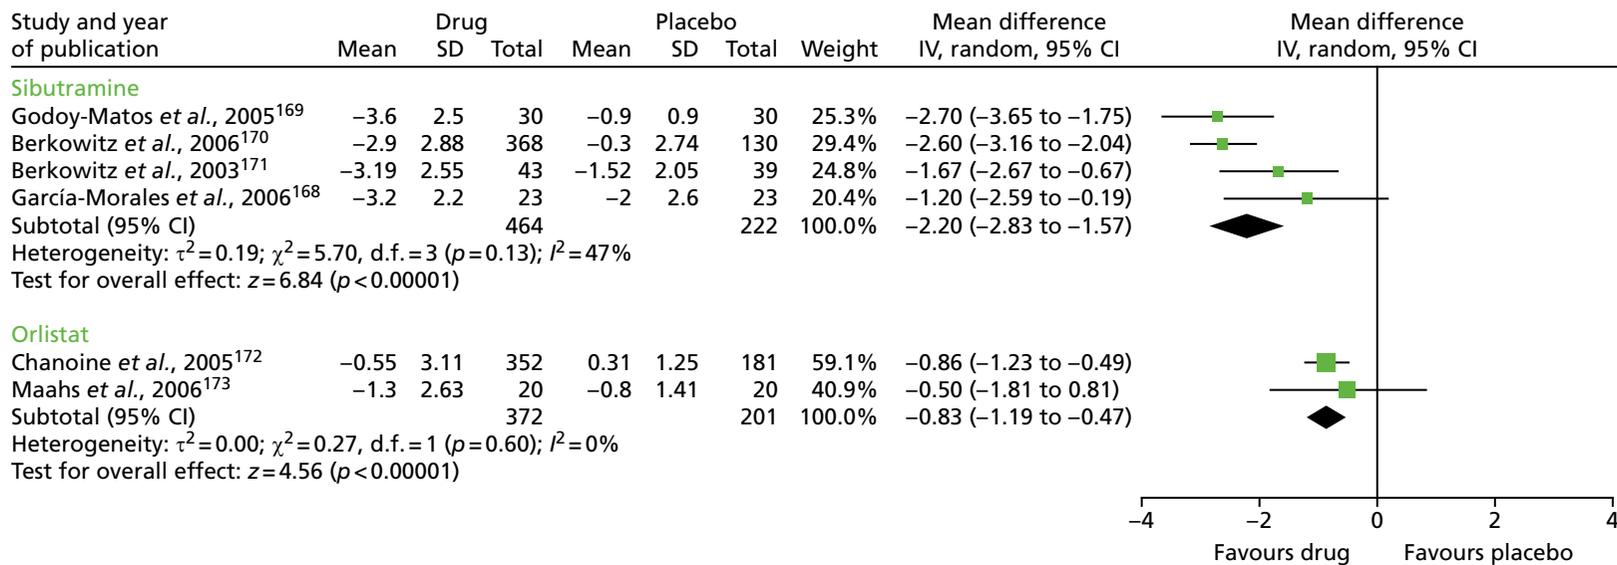 Study and year Drug Placebo Mean difference Mean difference
of publication Mean SD Total Mean SD Total Weight IV, random, 95% CI IV, random, 95% CI
Sibutramine
Godoy-Matos et al., 2005¹⁶⁹ −3.6 2.5 30 −0.9 0.9 30 25.3% −2.70 (−3.65 to −1.75)
Berkowitz et al., 2006¹⁷⁰ −2.9 2.88 368 −0.3 2.74 130 29.4% −2.60 (−3.16 to −2.04)
Berkowitz et al., 2003¹⁷¹ −3.19 2.55 43 −1.52 2.05 39 24.8% −1.67 (−2.67 to −0.67)
García-Morales et al., 2006¹⁶⁸ −3.2 2.2 23 −2 2.6 23 20.4% −1.20 (−2.59 to −0.19)
Subtotal (95% CI) 464 222 100.0% −2.20 (−2.83 to −1.57)
Heterogeneity: τ²=0.19; χ²=5.70, d.f.=3 (p=0.13); I²=47%
Test for overall effect: z=6.84 (p<0.00001)
Orlistat
Chanoine et al., 2005¹⁷² −0.55 3.11 352 0.31 1.25 181 59.1% −0.86 (−1.23 to −0.49)
Maahs et al., 2006¹⁷³ −1.3 2.63 20 −0.8 1.41 20 40.9% −0.50 (−1.81 to 0.81)
Subtotal (95% CI) 372 201 100.0% −0.83 (−1.19 to −0.47)
Heterogeneity: τ²=0.00; χ²=0.27, d.f.=1 (p=0.60); I²=0%
Test for overall effect: z=4.56 (p<0.00001)
−4 −2 0 2 4
Favours drug Favours placebo